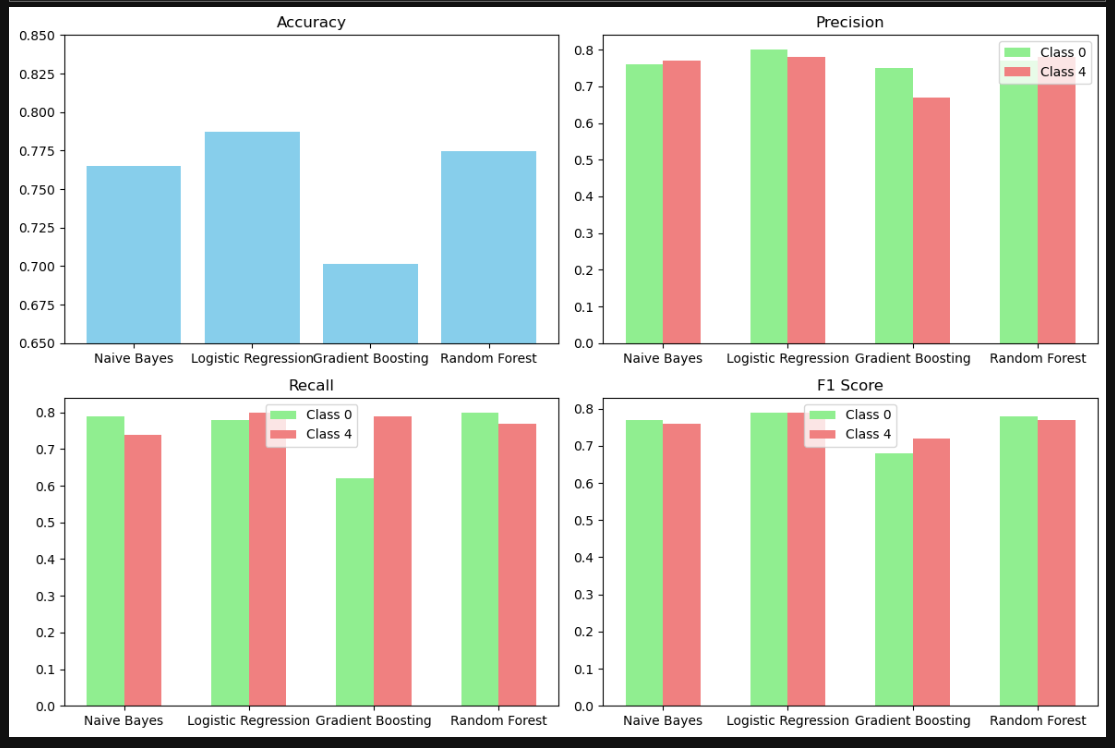 Accuracy
0.850
0.825
0.800
0.775
0.750
0.725
0.700
0.675
0.650
Naive Bayes
Logistic Regression
Gradient Boosting
Random Forest
Precision
Class 0
Class 4
0.8
0.7
0.6
0.5
0.4
0.3
0.2
0.1
0.0
Naive Bayes
Logistic Regression
Gradient Boosting
Random Forest
Recall
Class 0
Class 4
0.8
0.7
0.6
0.5
0.4
0.3
0.2
0.1
0.0
Naive Bayes
Logistic Regression
Gradient Boosting
Random Forest
F1 Score
Class 0
Class 4
0.8
0.7
0.6
0.5
0.4
0.3
0.2
0.1
0.0
Naive Bayes
Logistic Regression
Gradient Boosting
Random Forest